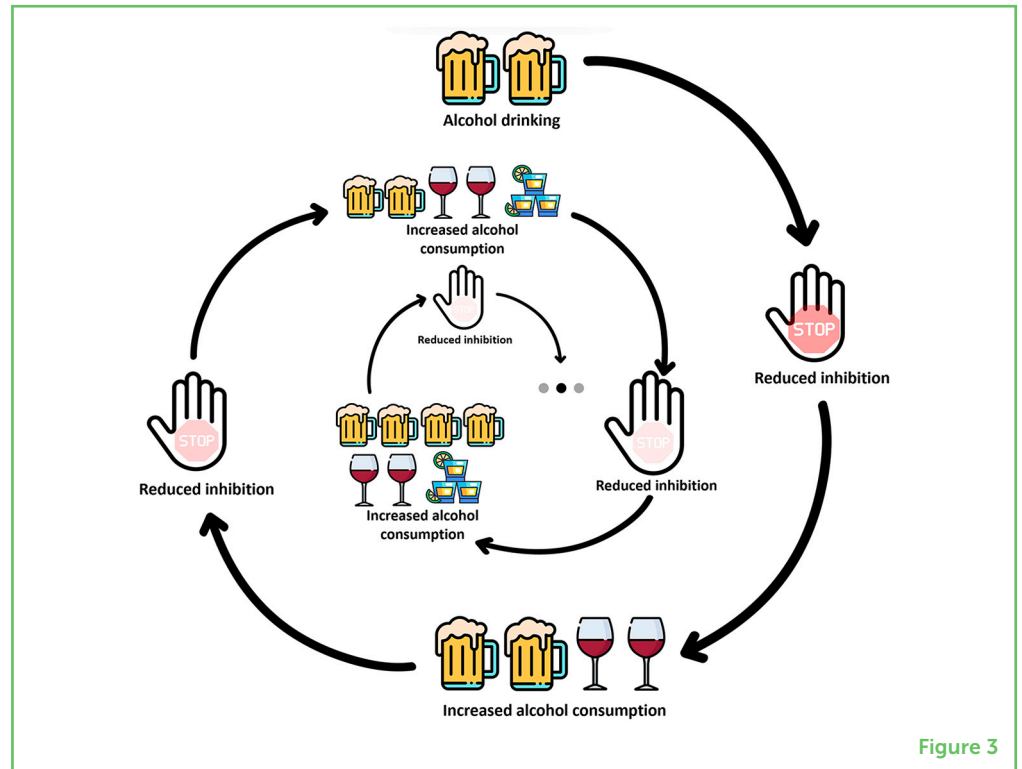 Alcohol drinking
STOP
Reduced inhibition
Increased alcohol consumption
STOP
Reduced inhibition
Increased alcohol
consumption
STOP
Reduced inhibition
Increased alcohol
consumption
STOP
Reduced inhibition
Figure 3